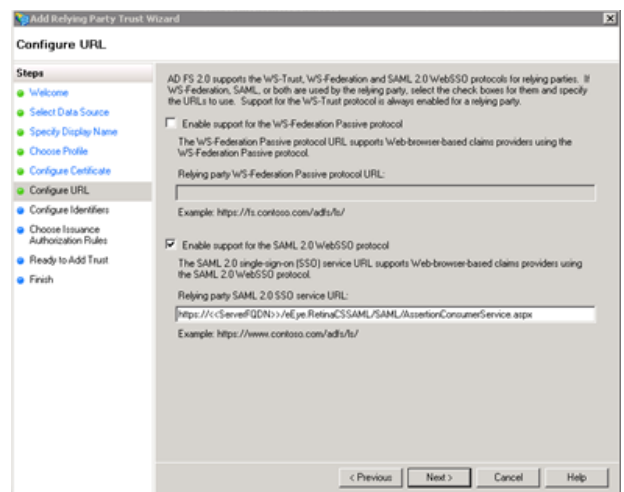 Add Relying Party Trust Wizard
Configure URL
Steps
Welcome
Select Data Source
Specify Display Name
Choose Profile
Configure Certificate
Configure URL
Configure Identifiers
Choose Issuance
Authorization Rules
Ready to Add Trust
Finish
AD FS 2.0 supports the WS-Trust, WS-Federation and SAML 2.0 WebSSO protocols for relying parties. If
WS-Federation, SAML, or both are used by the relying party, select the check boxes for them and specify
the URLs to use. Support for the WS-Trust protocol is always enabled for a relying party.
Enable support for the WS-Federation Passive protocol
The WS-Federation Passive protocol URL supports Web-browser-based claims providers using the
WS-Federation Passive protocol.
Relying party WS-Federation Passive protocol URL:
Example: https://fs.contoso.com/adfs/ls/
Enable support for the SAML 2.0 WebSSO protocol
The SAML 2.0 single-sign-on (SSO) service URL supports Web-browser-based claims providers using
the SAML 2.0 WebSSO protocol.
Relying party SAML 2.0 SSO service URL:
https://<<ServerFQDN>>/eEye.RetinaCSSAML/SAML/AssertionConsumerService.aspx
Example: https://www.contoso.com/adfs/ls/
< Previous
Next >
Cancel
Help